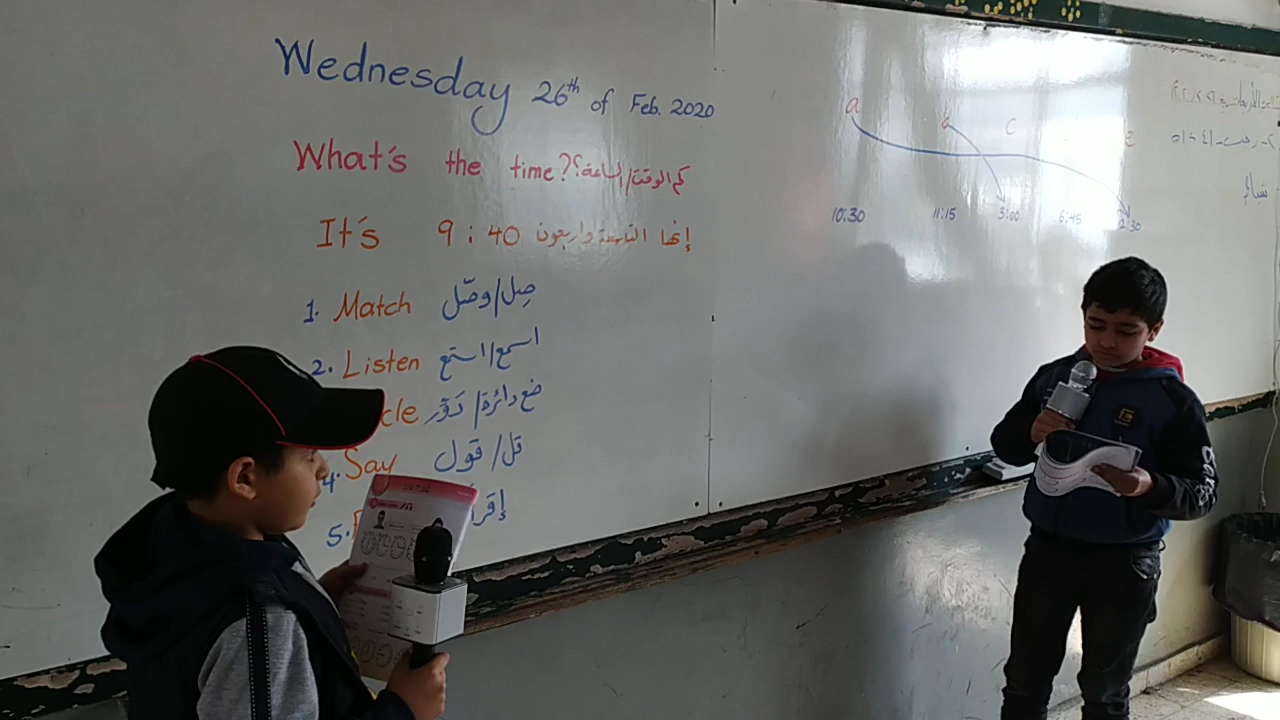 Wednesday 26th of Feb. 2020
What's the time? كم الوقت/الساعة؟
It's 9:40 إنها التاسعة واربعون
1. Match صِل/وصّل
2. Listen اسمع/استمع
cle ضع دائرة/دَوّر
4. Say قل/قول
5.
a a c e
10:30 11:15 3:00 6:45 2:30